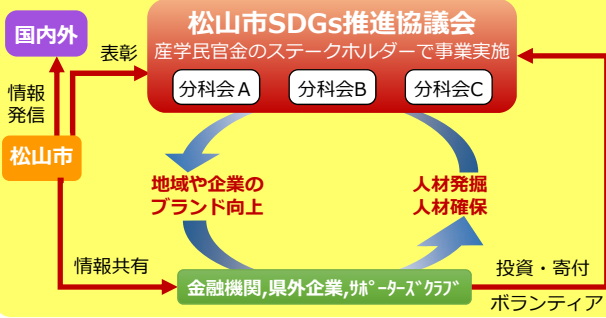 松山市SDGs推進協議会
産学民官金のステークホルダーで事業実施
分科会A
分科会B
分科会C
国内外
表彰
情報
発信
松山市
地域や企業の
ブランド向上
人材発掘
人材確保
情報共有
金融機関,県外企業,ｻﾎﾟｰﾀｰｽﾞｸﾗﾌﾞ
投資・寄付
ボランティア